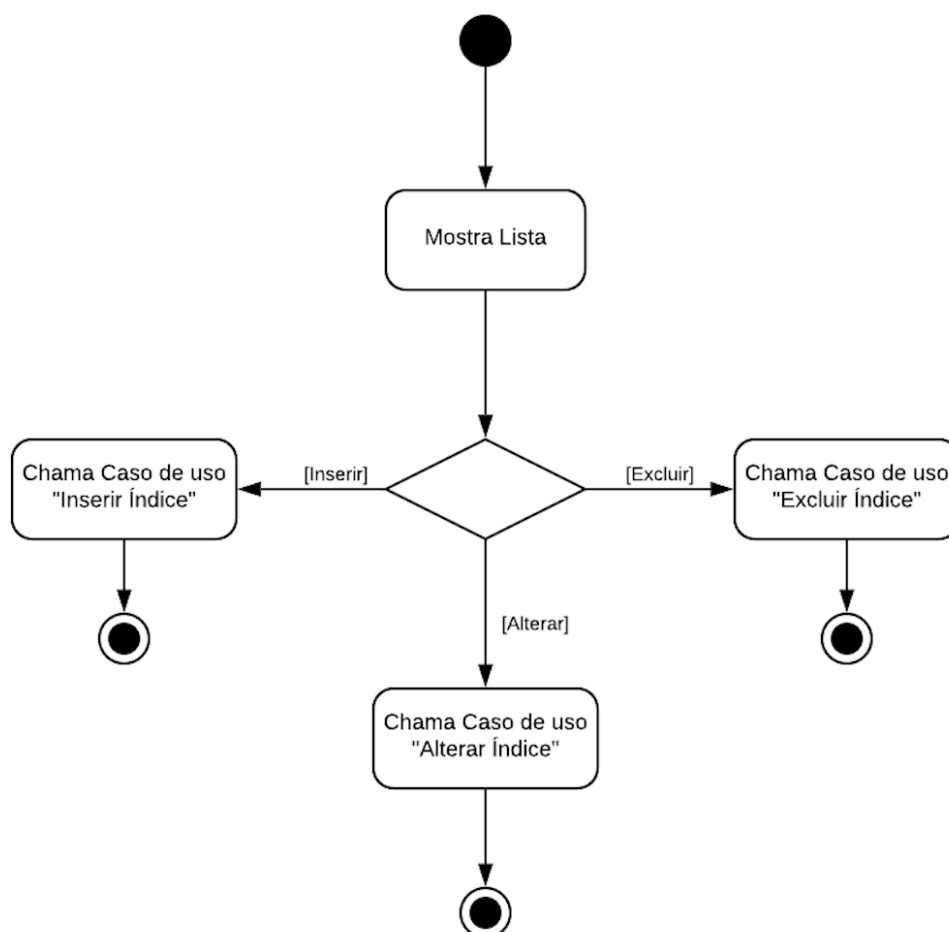 Mostra Lista
Chama Caso de uso
"Inserir Índice"
[Inserir]
[Excluir]
Chama Caso de uso
"Excluir Índice"
[Alterar]
Chama Caso de uso
"Alterar Índice"